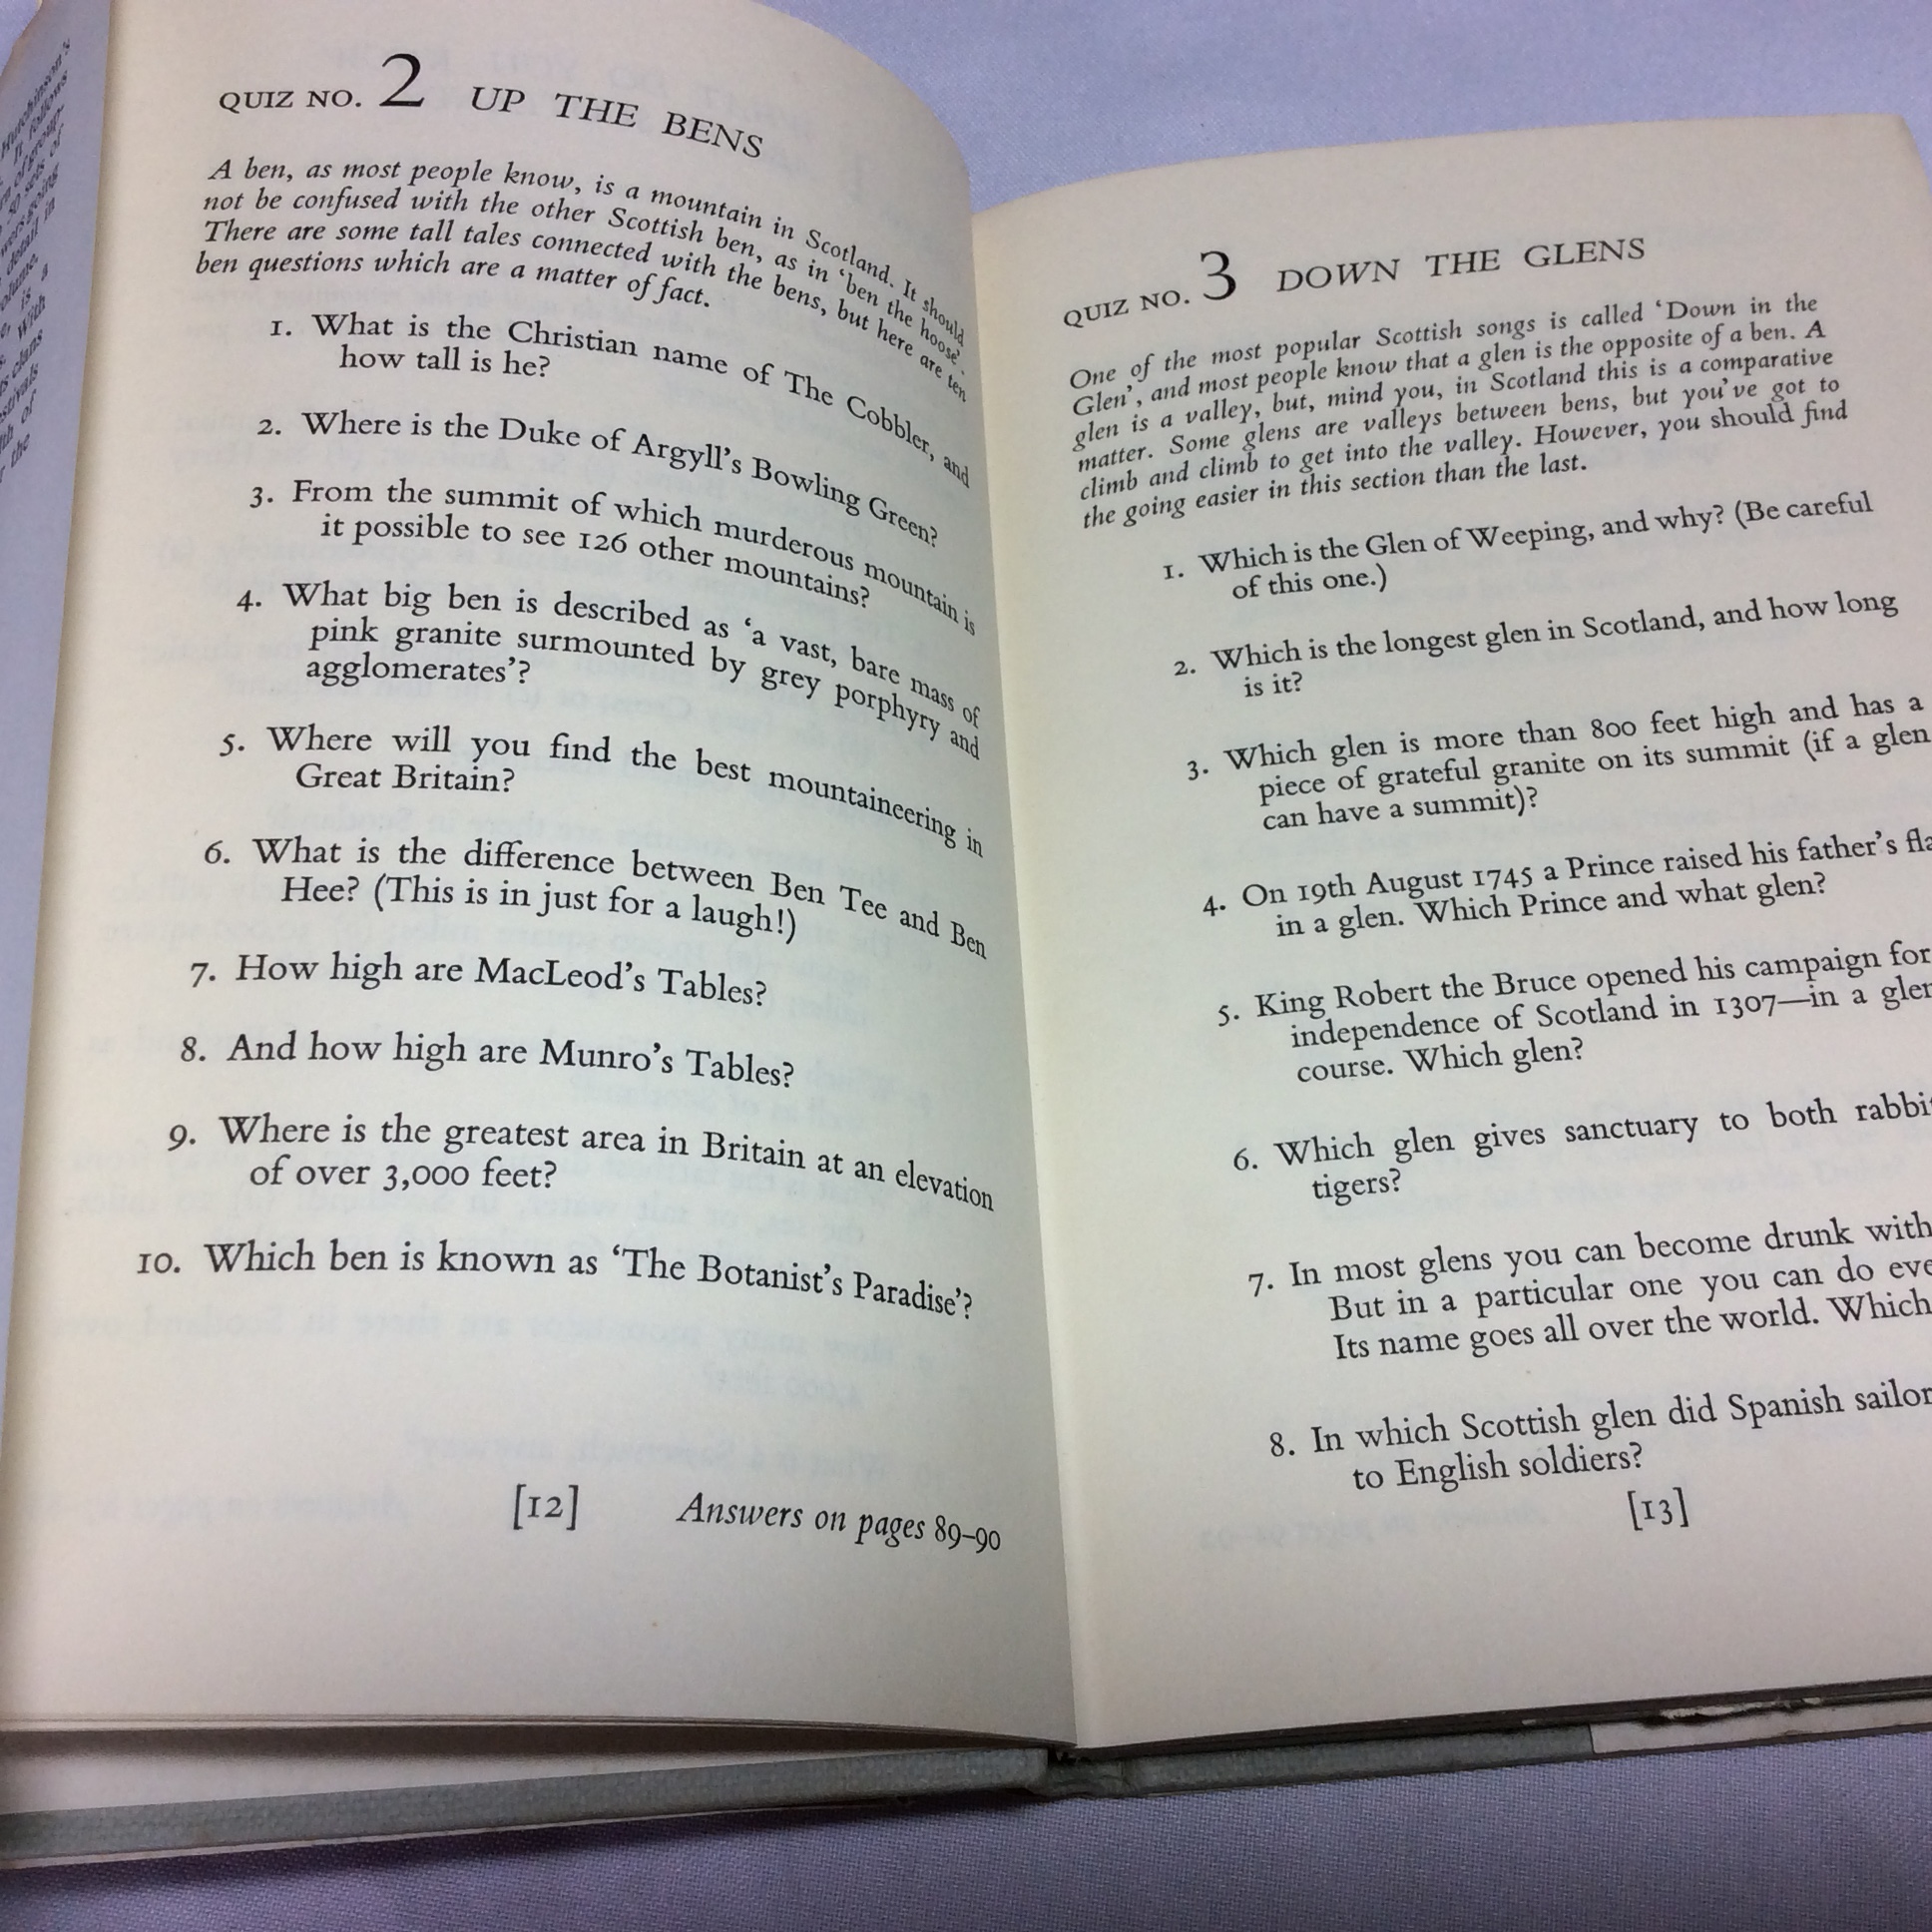 Hutchinson's
It follows
of group-
50 sets of
going
detail in
is a
With
clans
the
QUIZ NO. 2 UP THE BENS
A ben, as most people know, is a mountain in Scotland. It should
not be confused with the other Scottish ben, as in 'ben the hoose'.
There are some tall tales connected with the bens, but here are ten
ben questions which are a matter of fact.
1. What is the Christian name of The Cobbler, and
how tall is he?
2. Where is the Duke of Argyll's Bowling Green?
3. From the summit of which murderous mountain is
it possible to see 126 other mountains?
4. What big ben is described as 'a vast, bare mass of
pink granite surmounted by grey porphyry and
agglomerates'?
5. Where will you find the best mountaineering in
Great Britain?
6. What is the difference between Ben Tee and Ben
Hee? (This is in just for a laugh!)
7. How high are MacLeod's Tables?
8. And how high are Munro's Tables?
9. Where is the greatest area in Britain at an elevation
of over 3,000 feet?
10. Which ben is known as 'The Botanist's Paradise'?
[12] Answers on pages 89–90
QUIZ NO. 3 DOWN THE GLENS
One of the most popular Scottish songs is called 'Down in the
Glen', and most people know that a glen is the opposite of a ben. A
glen is a valley, but, mind you, in Scotland this is a comparative
matter. Some glens are valleys between bens, but you've got to
climb and climb to get into the valley. However, you should find
the going easier in this section than the last.
1. Which is the Glen of Weeping, and why? (Be careful
of this one.)
2. Which is the longest glen in Scotland, and how long
is it?
3. Which glen is more than 800 feet high and has a
piece of grateful granite on its summit (if a glen
can have a summit)?
4. On 19th August 1745 a Prince raised his father's fla
in a glen. Which Prince and what glen?
5. King Robert the Bruce opened his campaign for
independence of Scotland in 1307—in a glen
course. Which glen?
6. Which glen gives sanctuary to both rabbit
tigers?
7. In most glens you can become drunk with
But in a particular one you can do eve
Its name goes all over the world. Which
8. In which Scottish glen did Spanish sailor
to English soldiers?
[13]